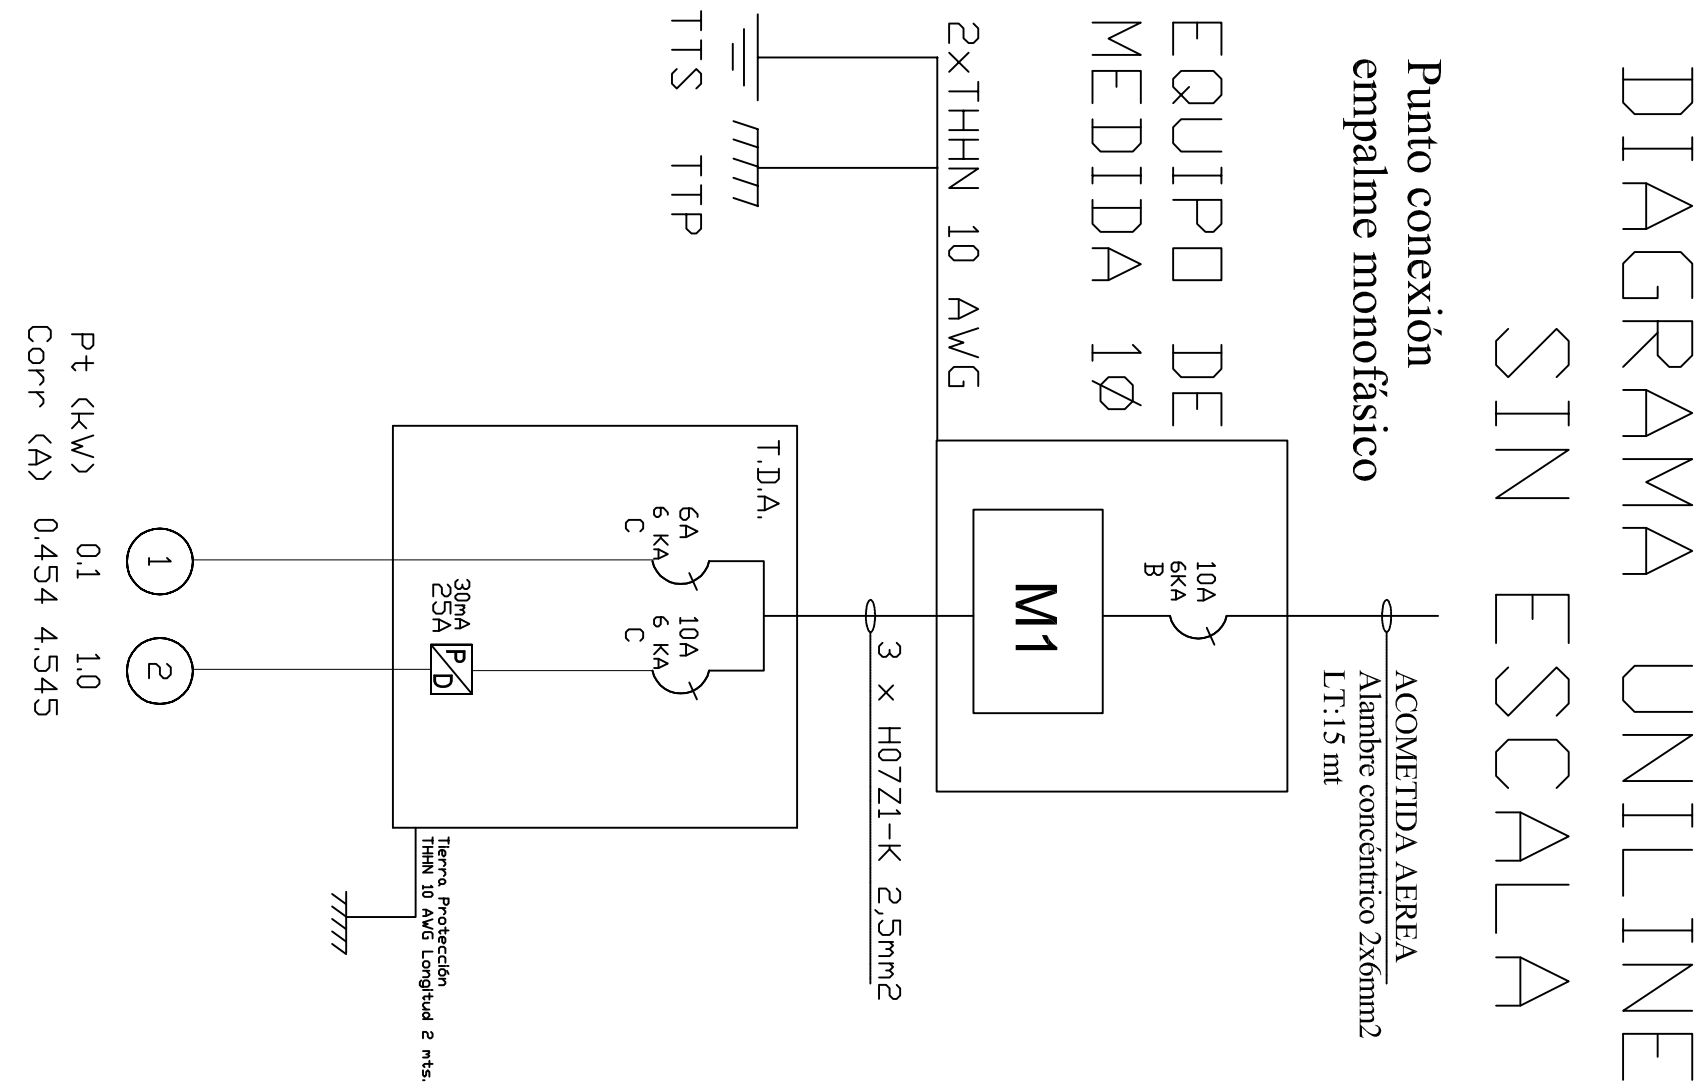 DIAGRAMA UNILINE
SIN ESCALA
Punto conexión
empalme monofásico
ACOMETIDA AEREA
Alambre concéntrico 2x6mm2
LT:15 mt
EQUIPO DE
MEDIDA 1Ø
10A
6KA
B
M1
2xTHHN 10 AWG
TTS TTP
3 x H07Z1-K 2,5mm2
T.D.A.
6A
6 KA
C
10A
6 KA
C
30mA
25A
P
D
Tierra Protección
THHN 10 AWG Longitud 2 mts.
1
2
Pt (kW) 0.1 1.0
Corr (A) 0.454 4.545